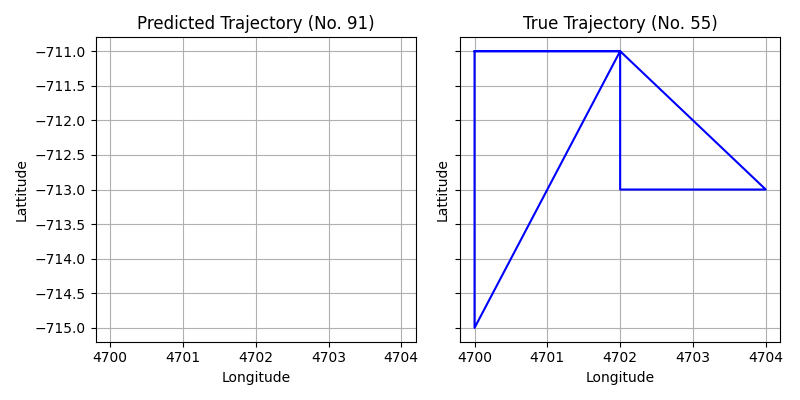 Predicted Trajectory (No. 91)
True Trajectory (No. 55)
Lattitude
−711.0
−711.5
−712.0
−712.5
−713.0
−713.5
−714.0
−714.5
−715.0
4700 4701 4702 4703 4704
Longitude
Lattitude
4700 4701 4702 4703 4704
Longitude